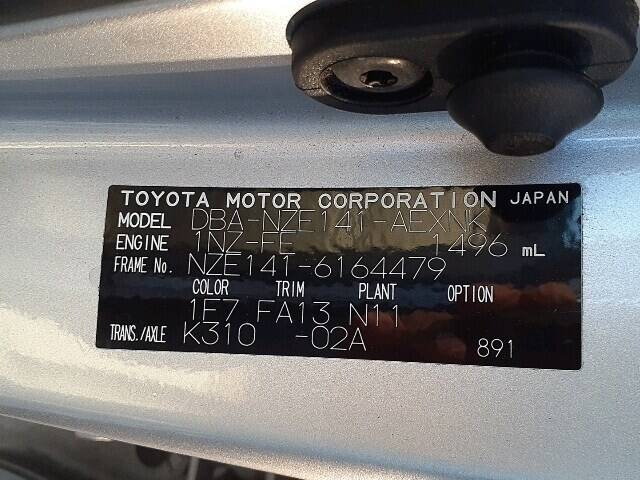 TOYOTA MOTOR CORPORATION JAPAN
MODEL DBA-NZE141-AEXNK
ENGINE 1NZ-FE 1496 mL
FRAME No. NZE141-6164479
COLOR TRIM PLANT OPTION
1E7 FA13 N11
TRANS./AXLE K310 -02A
891